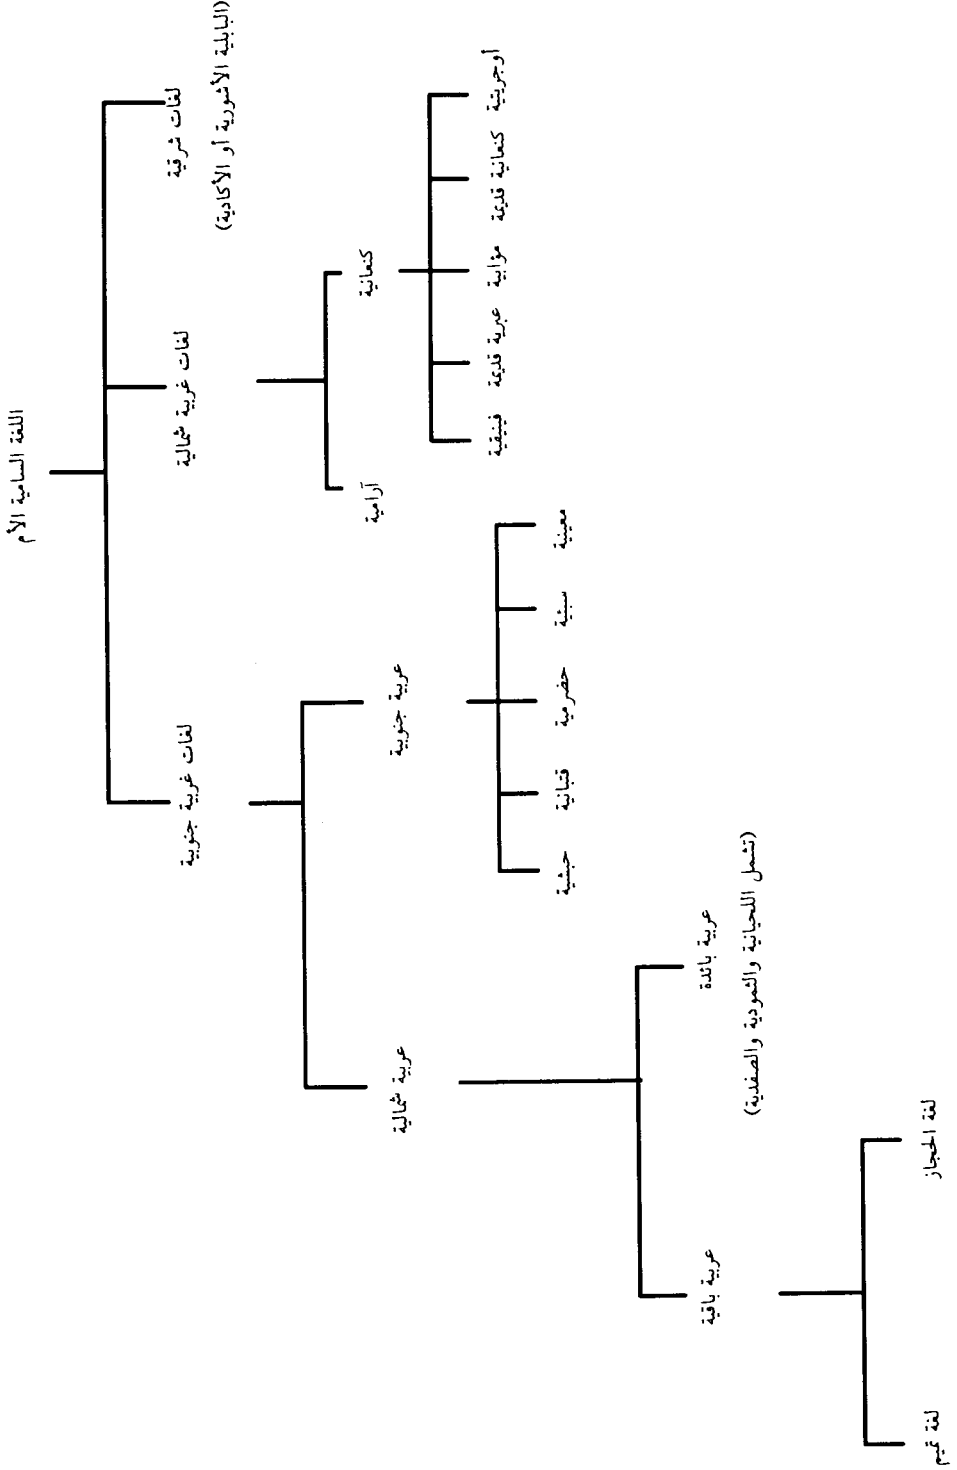 اللغة السامية الأم
لغات شرقية
(البابلية الأشورية أو الأكادية)
لغات غربية شمالية
لغات غربية جنوبية
كنعانية
آرامية
أوجريتية
كنعانية قديمة
مؤابية
عبرية قديمة
فينيقية
عربية جنوبية
عربية شمالية
معينية
سبئية
حضرمية
قتبانية
حبشية
عربية بائدة
(تشمل اللحيانية والثمودية والصفدية)
عربية باقية
لغة الحجاز
لغة تميم